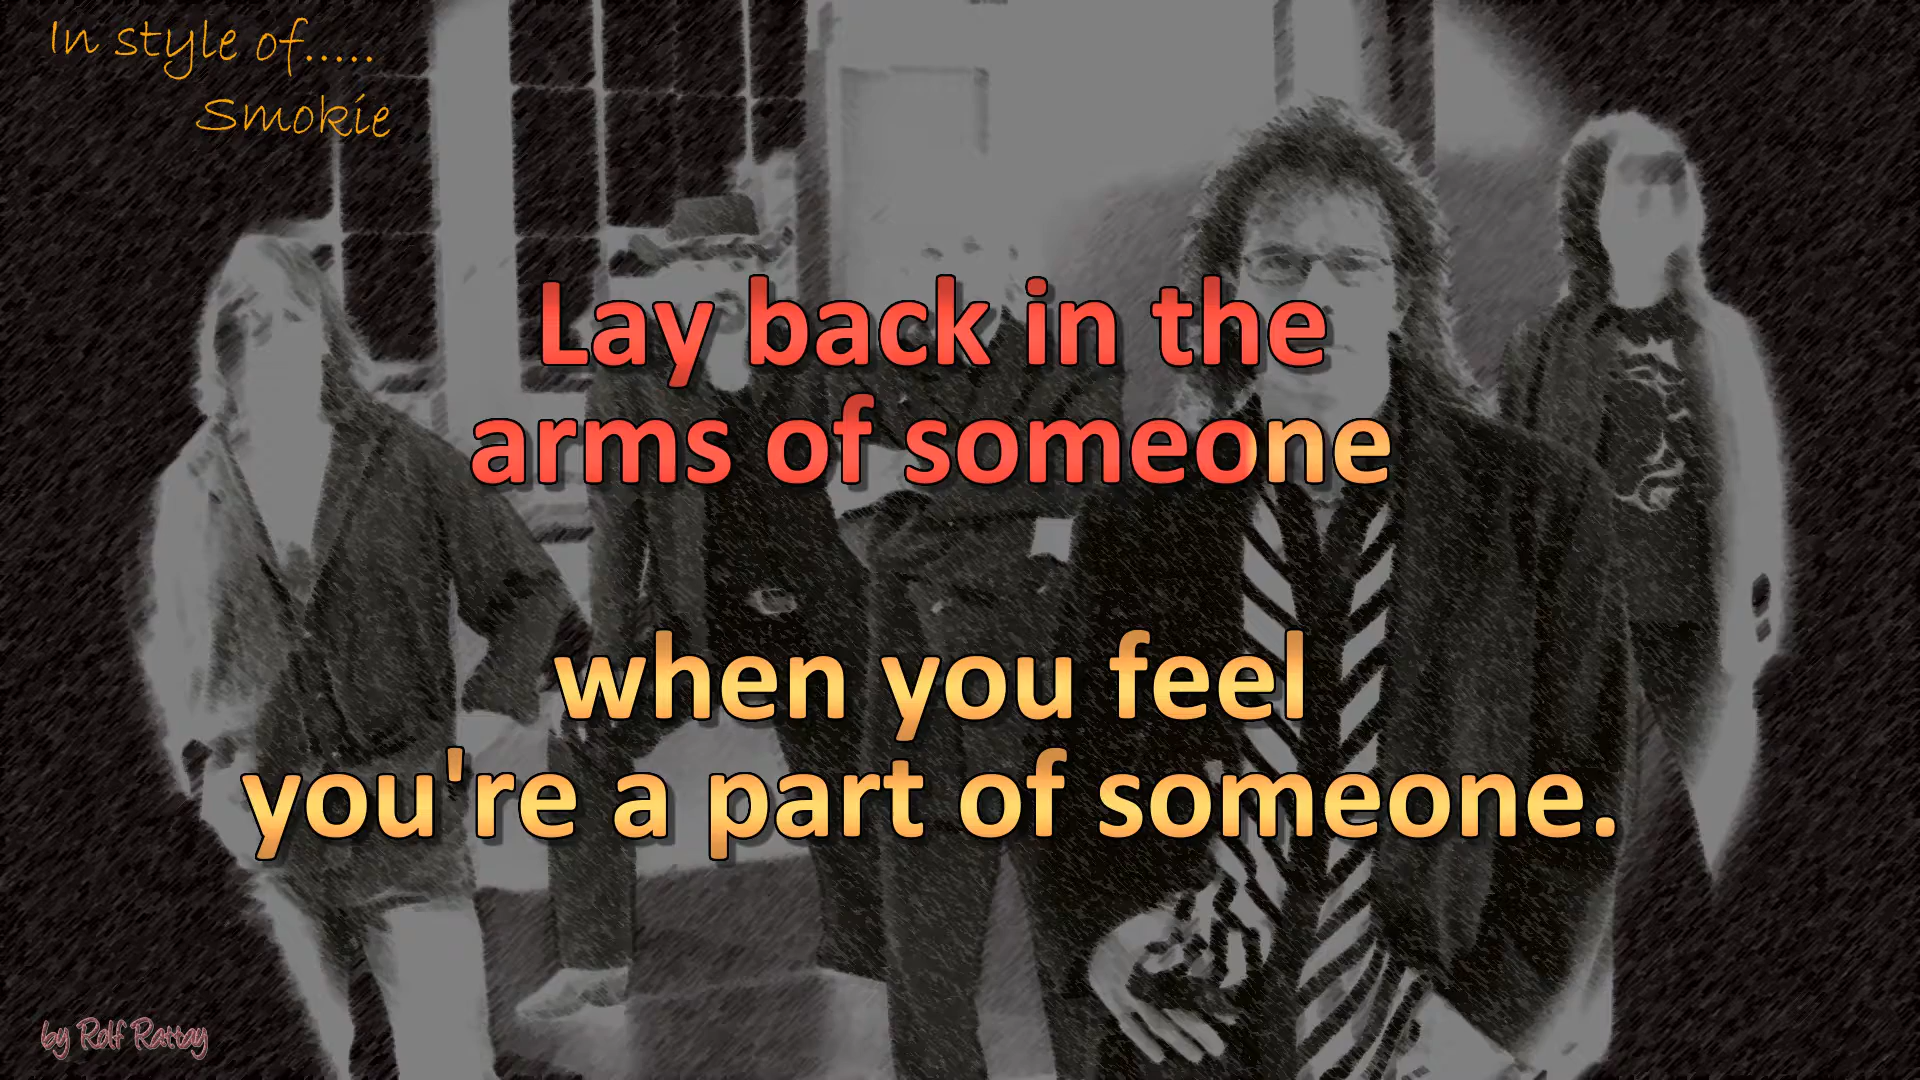 In style of.....
Smokie
Lay back in the
arms of someone
when you feel
you're a part of someone.
by Rolf Rattay